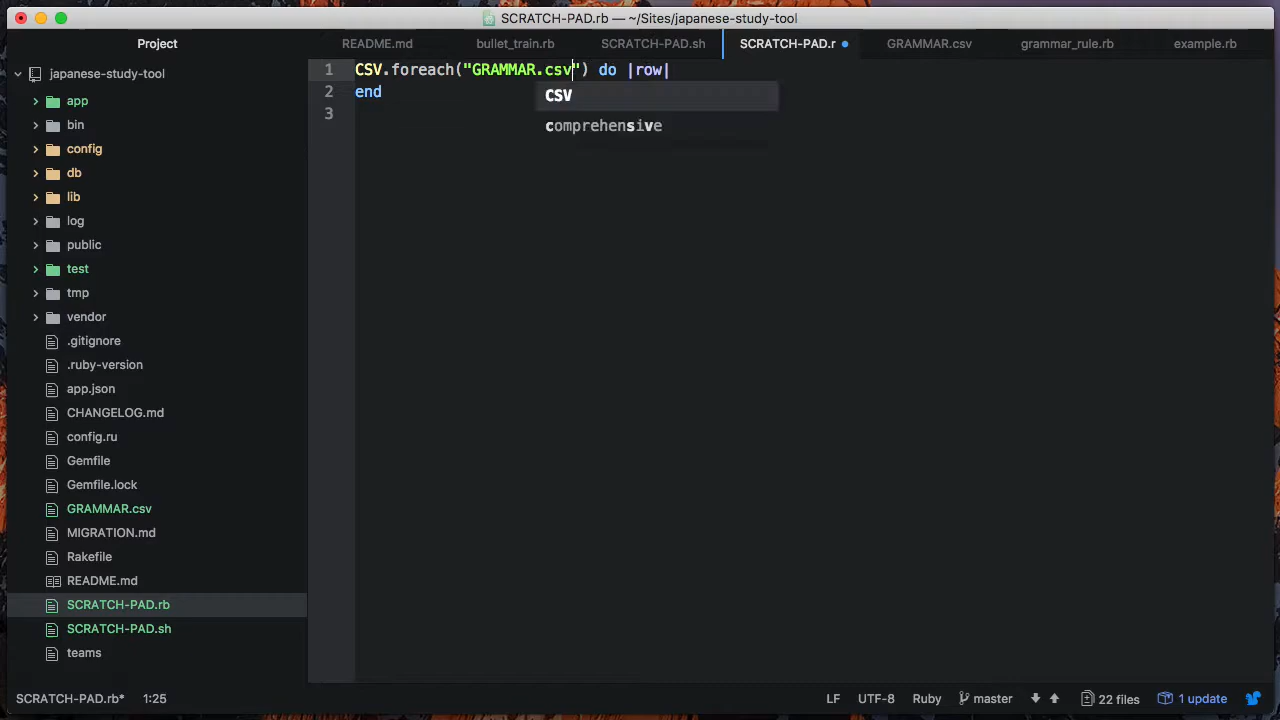 SCRATCH-PAD.rb — ~/Sites/japanese-study-tool
Project
README.md
bullet_train.rb
SCRATCH-PAD.sh
SCRATCH-PAD.r
GRAMMAR.csv
grammar_rule.rb
example.rb
japanese-study-tool
app
bin
config
db
lib
log
public
test
tmp
vendor
.gitignore
.ruby-version
app.json
CHANGELOG.md
config.ru
Gemfile
Gemfile.lock
GRAMMAR.csv
MIGRATION.md
Rakefile
README.md
SCRATCH-PAD.rb
SCRATCH-PAD.sh
teams
1 CSV.foreach("GRAMMAR.csv") do |row|
2 end
3
CSV
comprehensive
SCRATCH-PAD.rb* 1:25
LF UTF-8 Ruby master 22 files 1 update